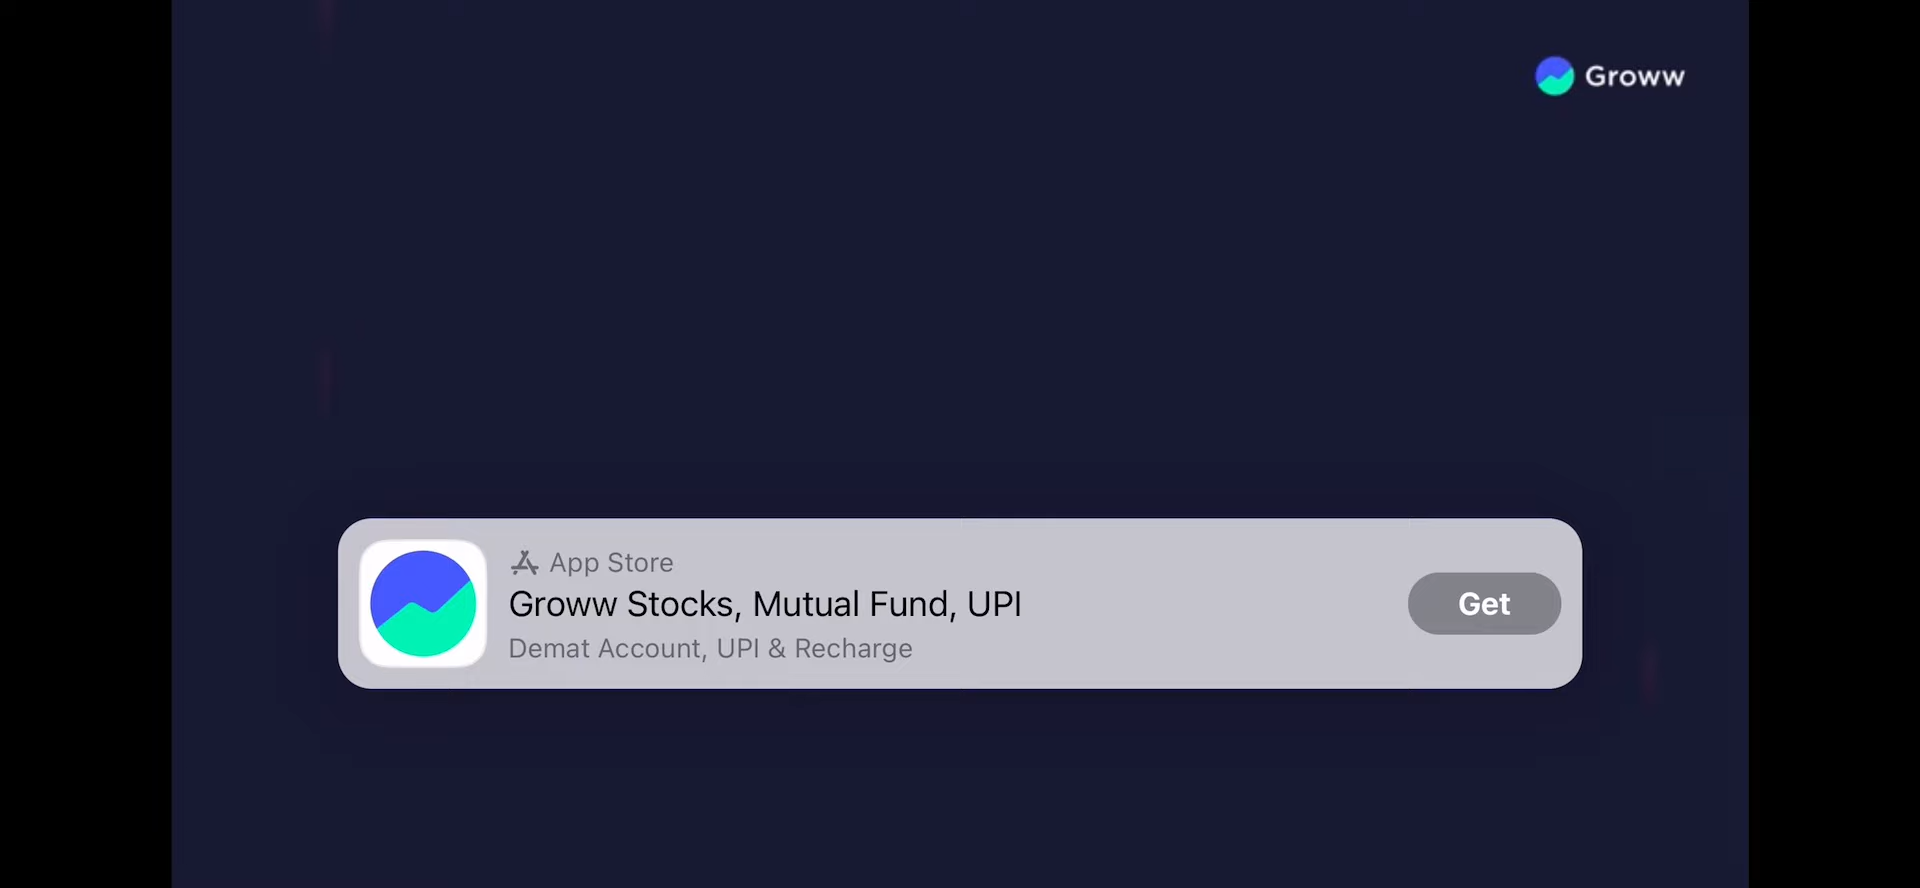 Groww
App Store
Groww Stocks, Mutual Fund, UPI
Get
Demat Account, UPI & Recharge